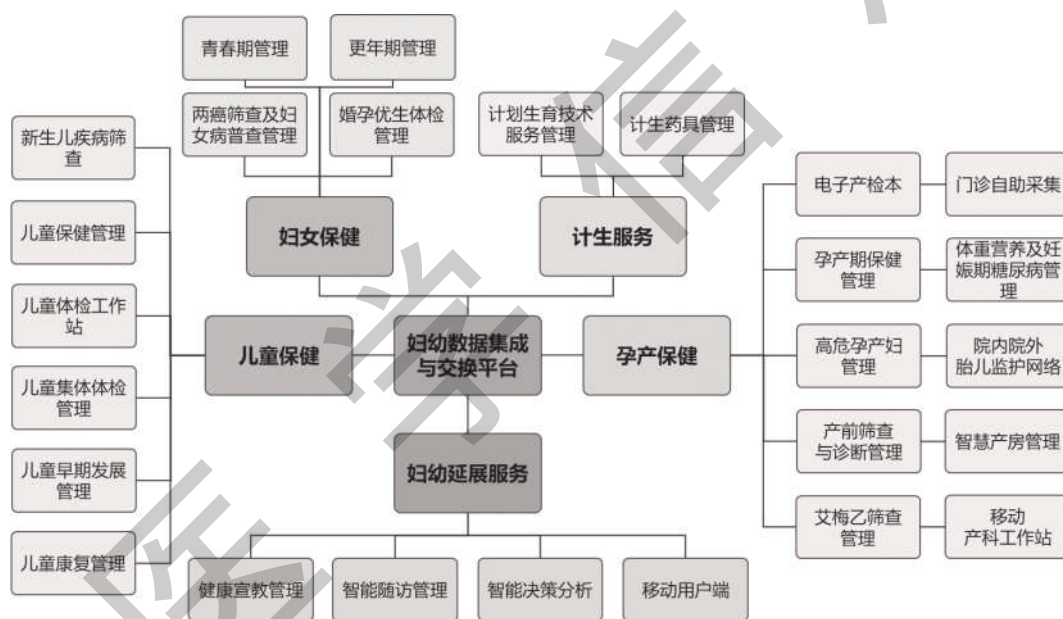 青春期管理
更年期管理
两癌筛查及妇
女病普查管理
婚孕优生体检
管理
计划生育技术
服务管理
计生药具管理
新生儿疾病筛
查
儿童保健管理
儿童体检工作
站
儿童集体体检
管理
儿童早期发展
管理
儿童康复管理
妇女保健
计生服务
儿童保健
妇幼数据集成
与交换平台
孕产保健
妇幼延展服务
电子产检本
门诊自助采集
孕产期保健
管理
体重营养及妊
娠期糖尿病管
理
高危孕产妇
管理
院内院外
胎儿监护网络
产前筛查
与诊断管理
智慧产房管理
艾梅乙筛查
管理
移动
产科工作站
健康宣教管理
智能随访管理
智能决策分析
移动用户端
医学信